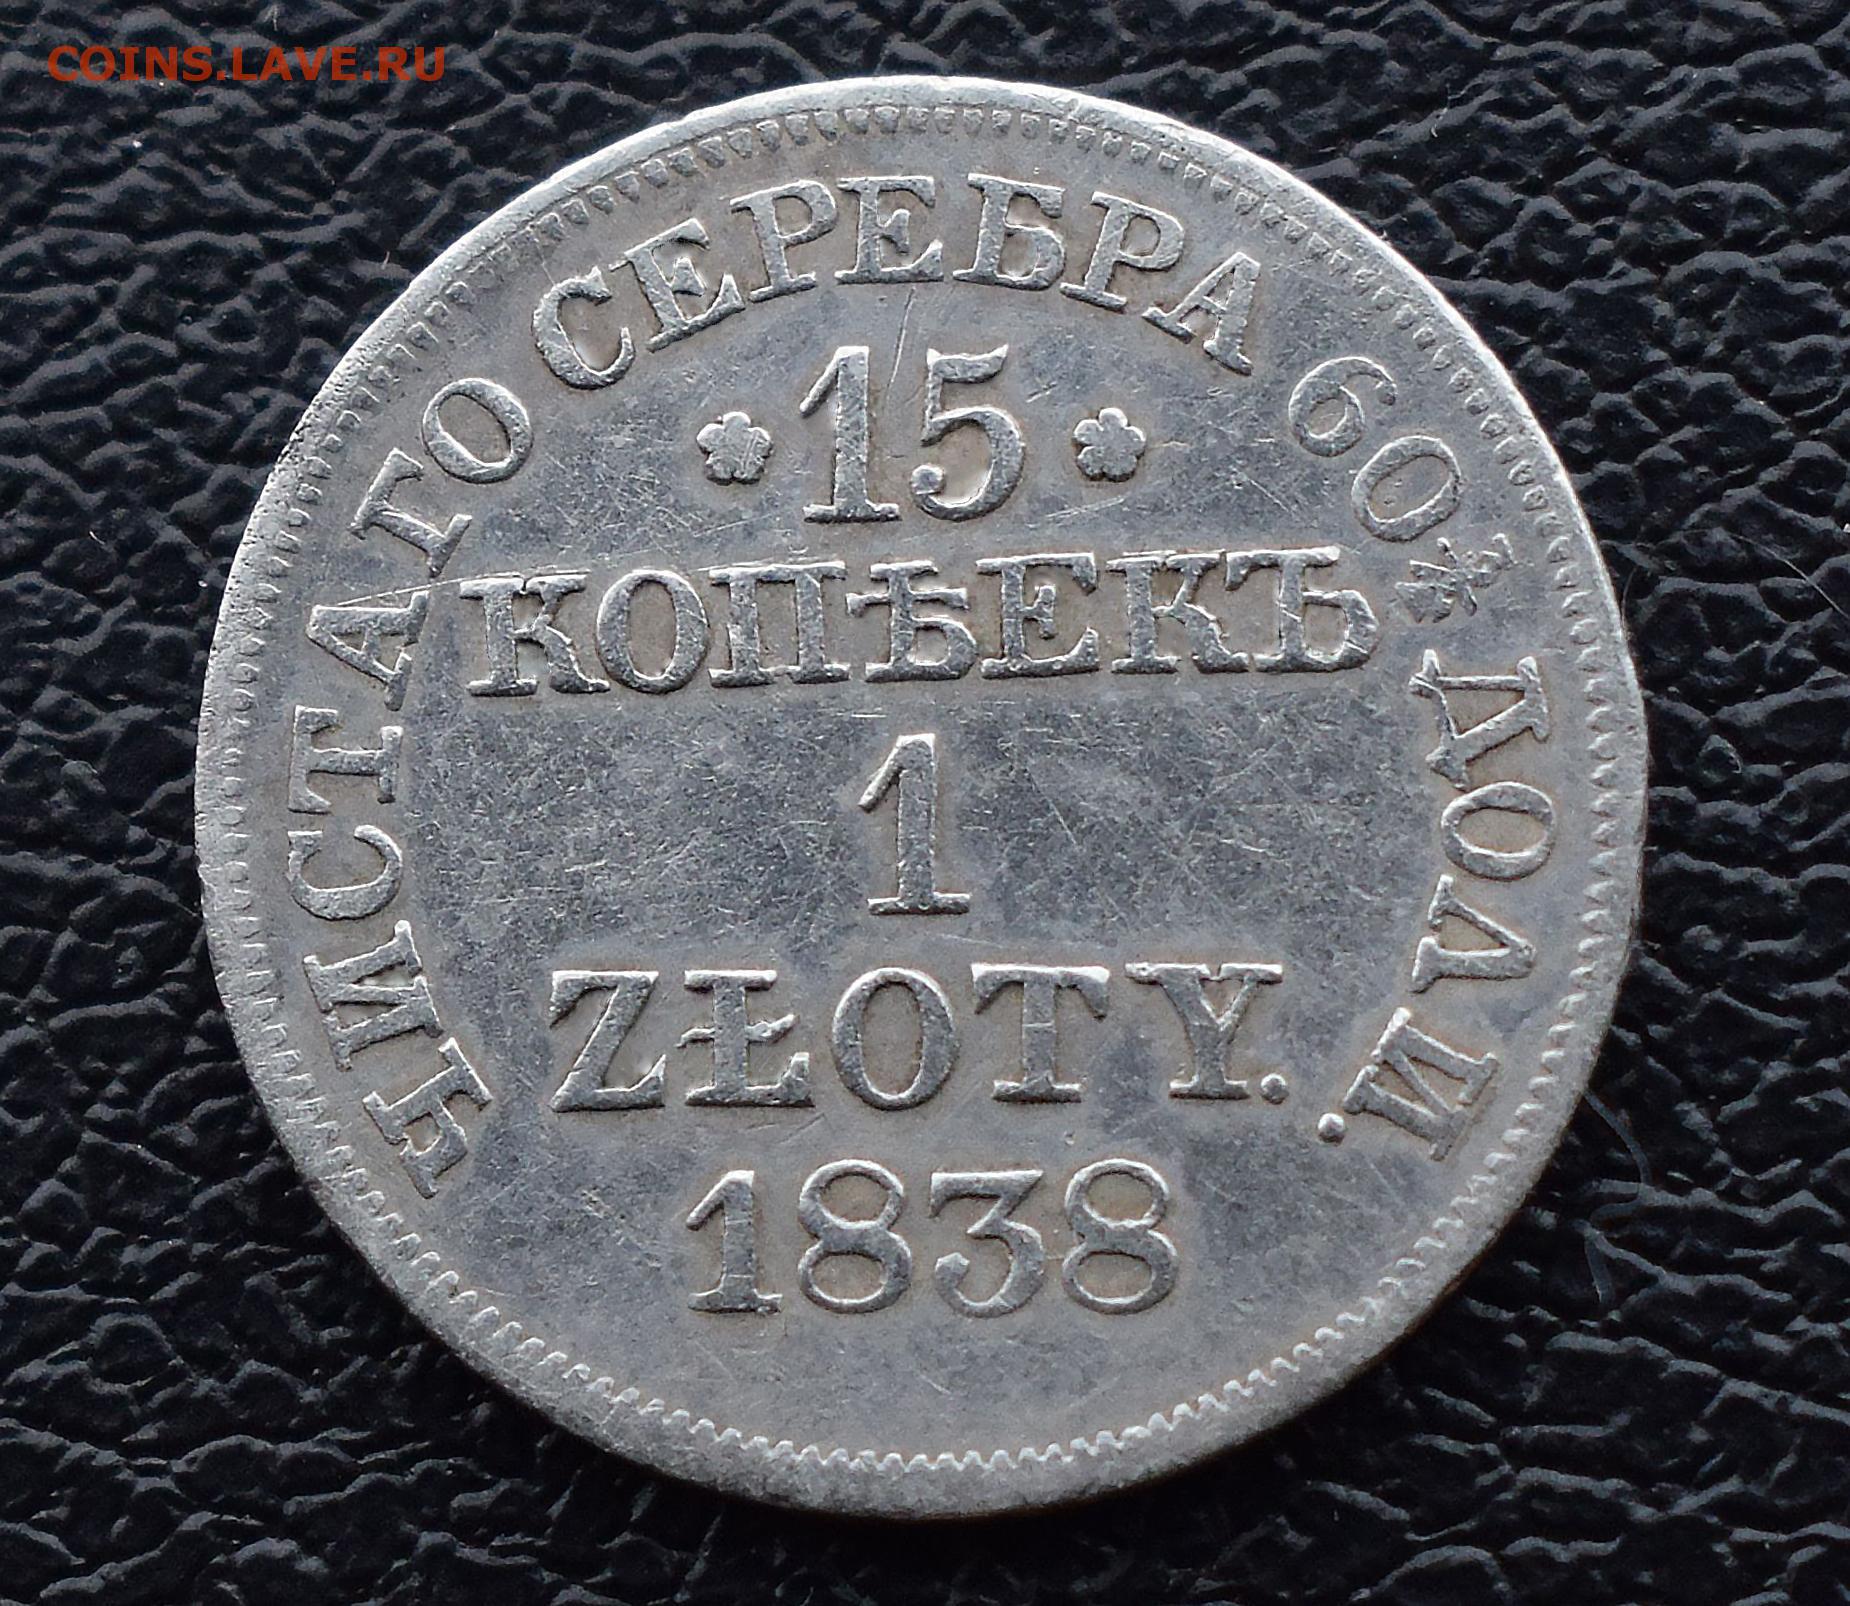 COINS.LAVE.RU
ЧИСТАГО СЕРЕБРА 60 ДОЛИ.
15
КОПѢЕКЪ
1
ZŁOTY.
1838